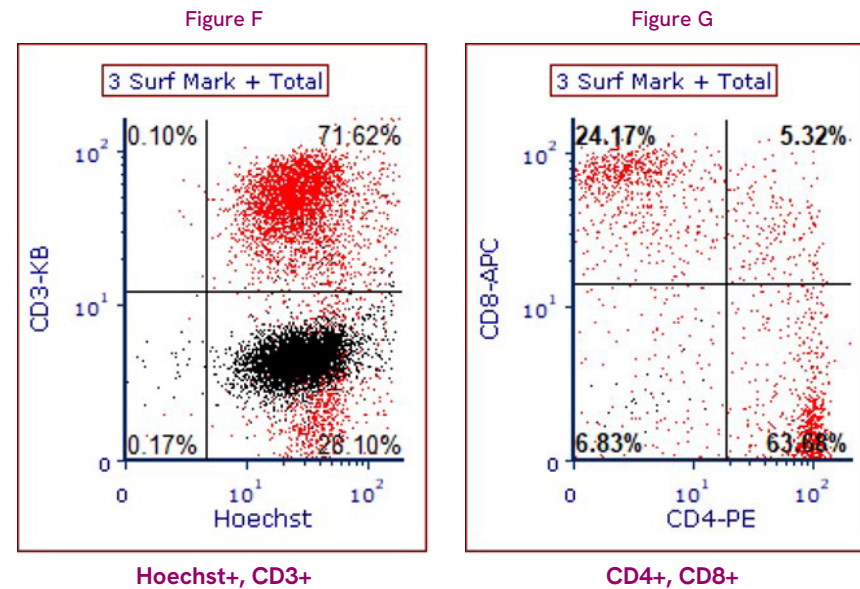 Figure F
3 Surf Mark + Total
0.10% 71.62%
10²
CD3-KB
10¹
0.17% 26.10%
0
0 10¹ 10²
Hoechst
Hoechst+, CD3+
Figure G
3 Surf Mark + Total
24.17% 5.32%
10²
CD8-APC
10¹
6.83% 63.68%
0
0 10¹ 10²
CD4-PE
CD4+, CD8+